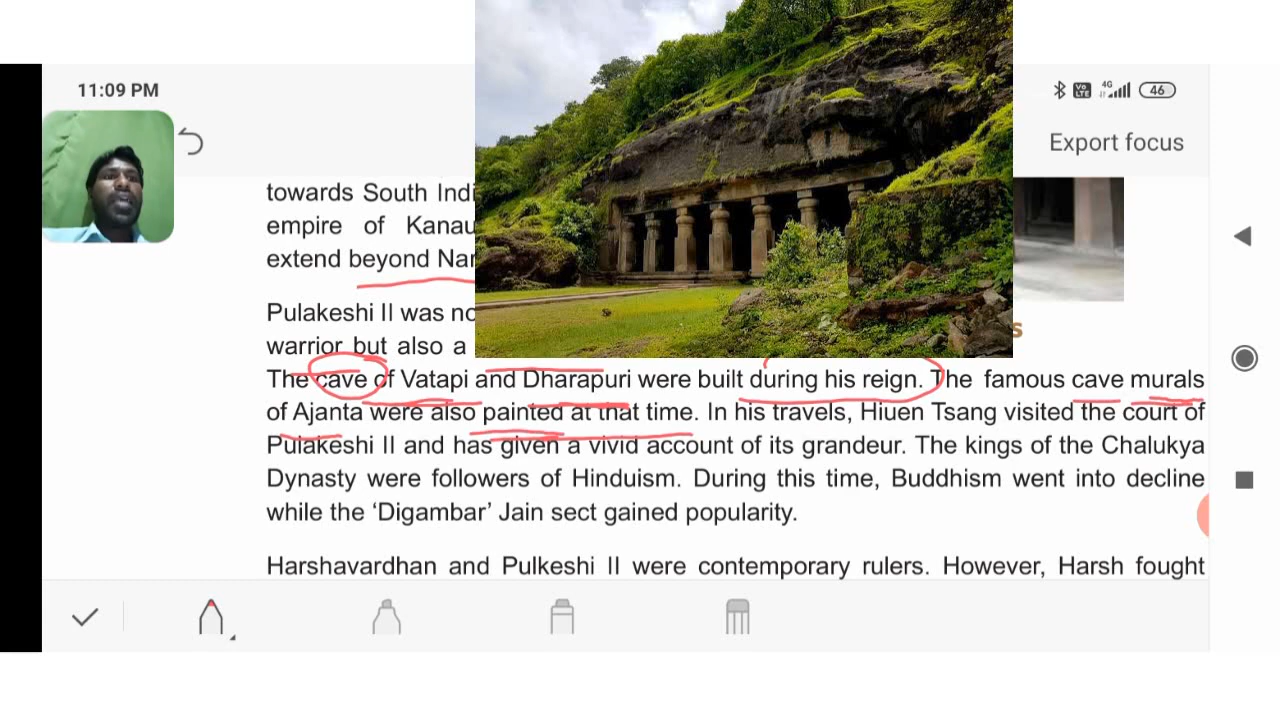 11:09 PM
VO LTE 4G 46
Export focus
towards South Indi
empire of Kanau
extend beyond Nar
Pulakeshi II was no
warrior but also a
s
The cave of Vatapi and Dharapuri were built during his reign. The famous cave murals
of Ajanta were also painted at that time. In his travels, Hiuen Tsang visited the court of
Pulakeshi II and has given a vivid account of its grandeur. The kings of the Chalukya
Dynasty were followers of Hinduism. During this time, Buddhism went into decline
while the ‘Digambar’ Jain sect gained popularity.
Harshavardhan and Pulkeshi II were contemporary rulers. However, Harsh fought